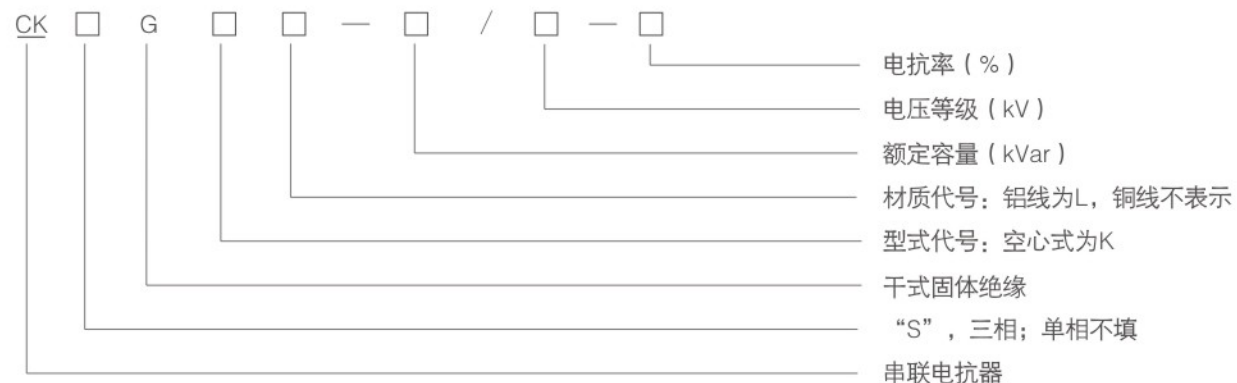 CK □ G □ □ — □ / □ — □
电抗率（%）
电压等级（kV）
额定容量（kVar）
材质代号：铝线为L，铜线不表示
型式代号：空心式为K
干式固体绝缘
“S”，三相；单相不填
串联电抗器